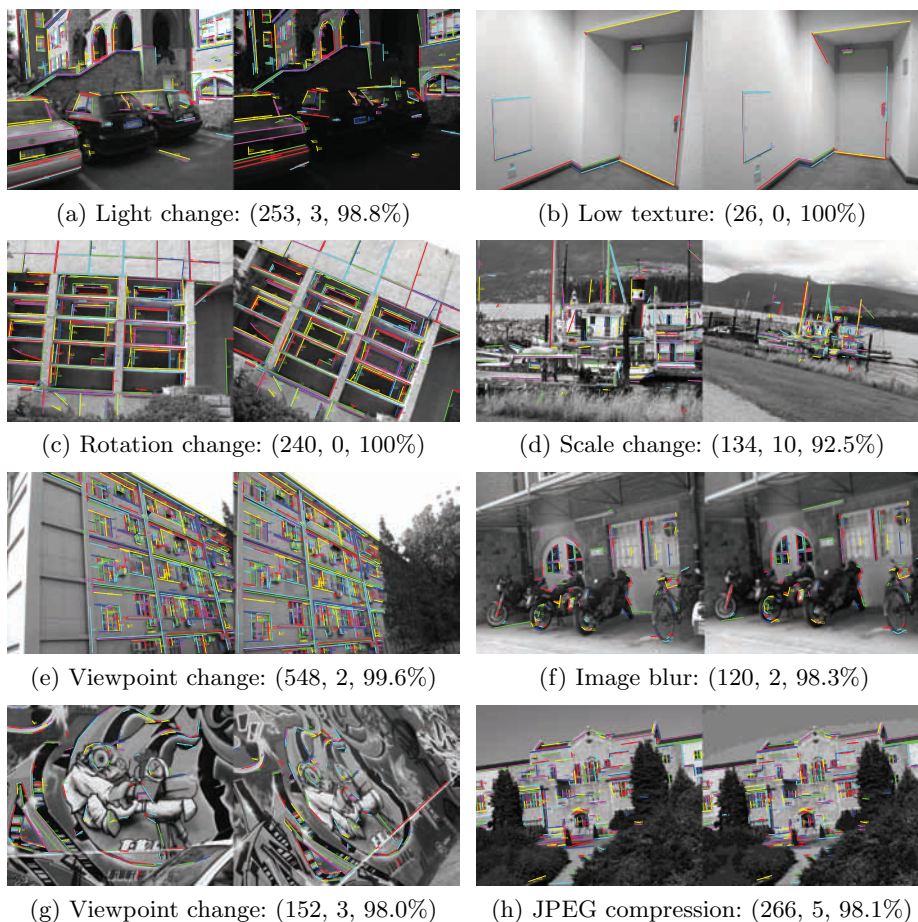 (a) Light change: (253, 3, 98.8%)
(b) Low texture: (26, 0, 100%)
(c) Rotation change: (240, 0, 100%)
(d) Scale change: (134, 10, 92.5%)
(e) Viewpoint change: (548, 2, 99.6%)
(f) Image blur: (120, 2, 98.3%)
(g) Viewpoint change: (152, 3, 98.0%)
(h) JPEG compression: (266, 5, 98.1%)